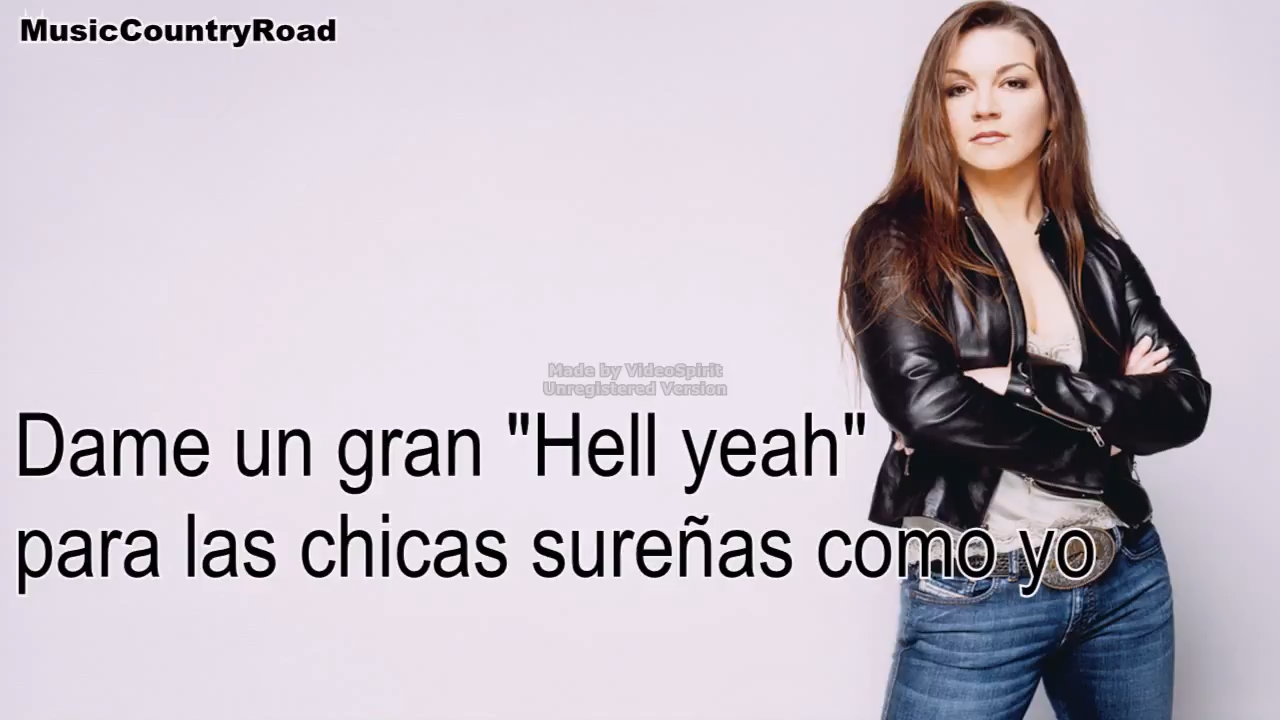 MusicCountryRoad
Made by VideoSpirit
Unregistered Version
Dame un gran "Hell yeah"
para las chicas sureñas como yo